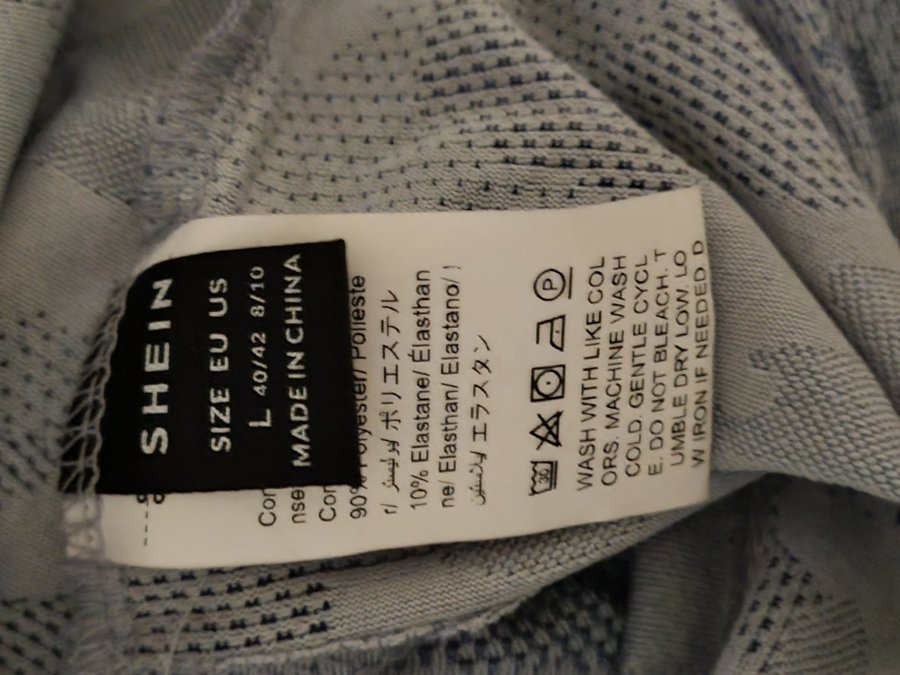 SHEIN
SIZE EU US
L 40/42 8/10
MADE IN CHINA
Con
nse
Con
90% Polyester/ Polieste
r/ بوليستر ポリエステル
10% Elastane/ Élasthan
ne/ Elasthan/ Elastano/
エラスタン
30
P
WASH WITH LIKE COL
ORS. MACHINE WASH
COLD. GENTLE CYCL
E. DO NOT BLEACH. T
UMBLE DRY LOW. LO
W IRON IF NEEDED D